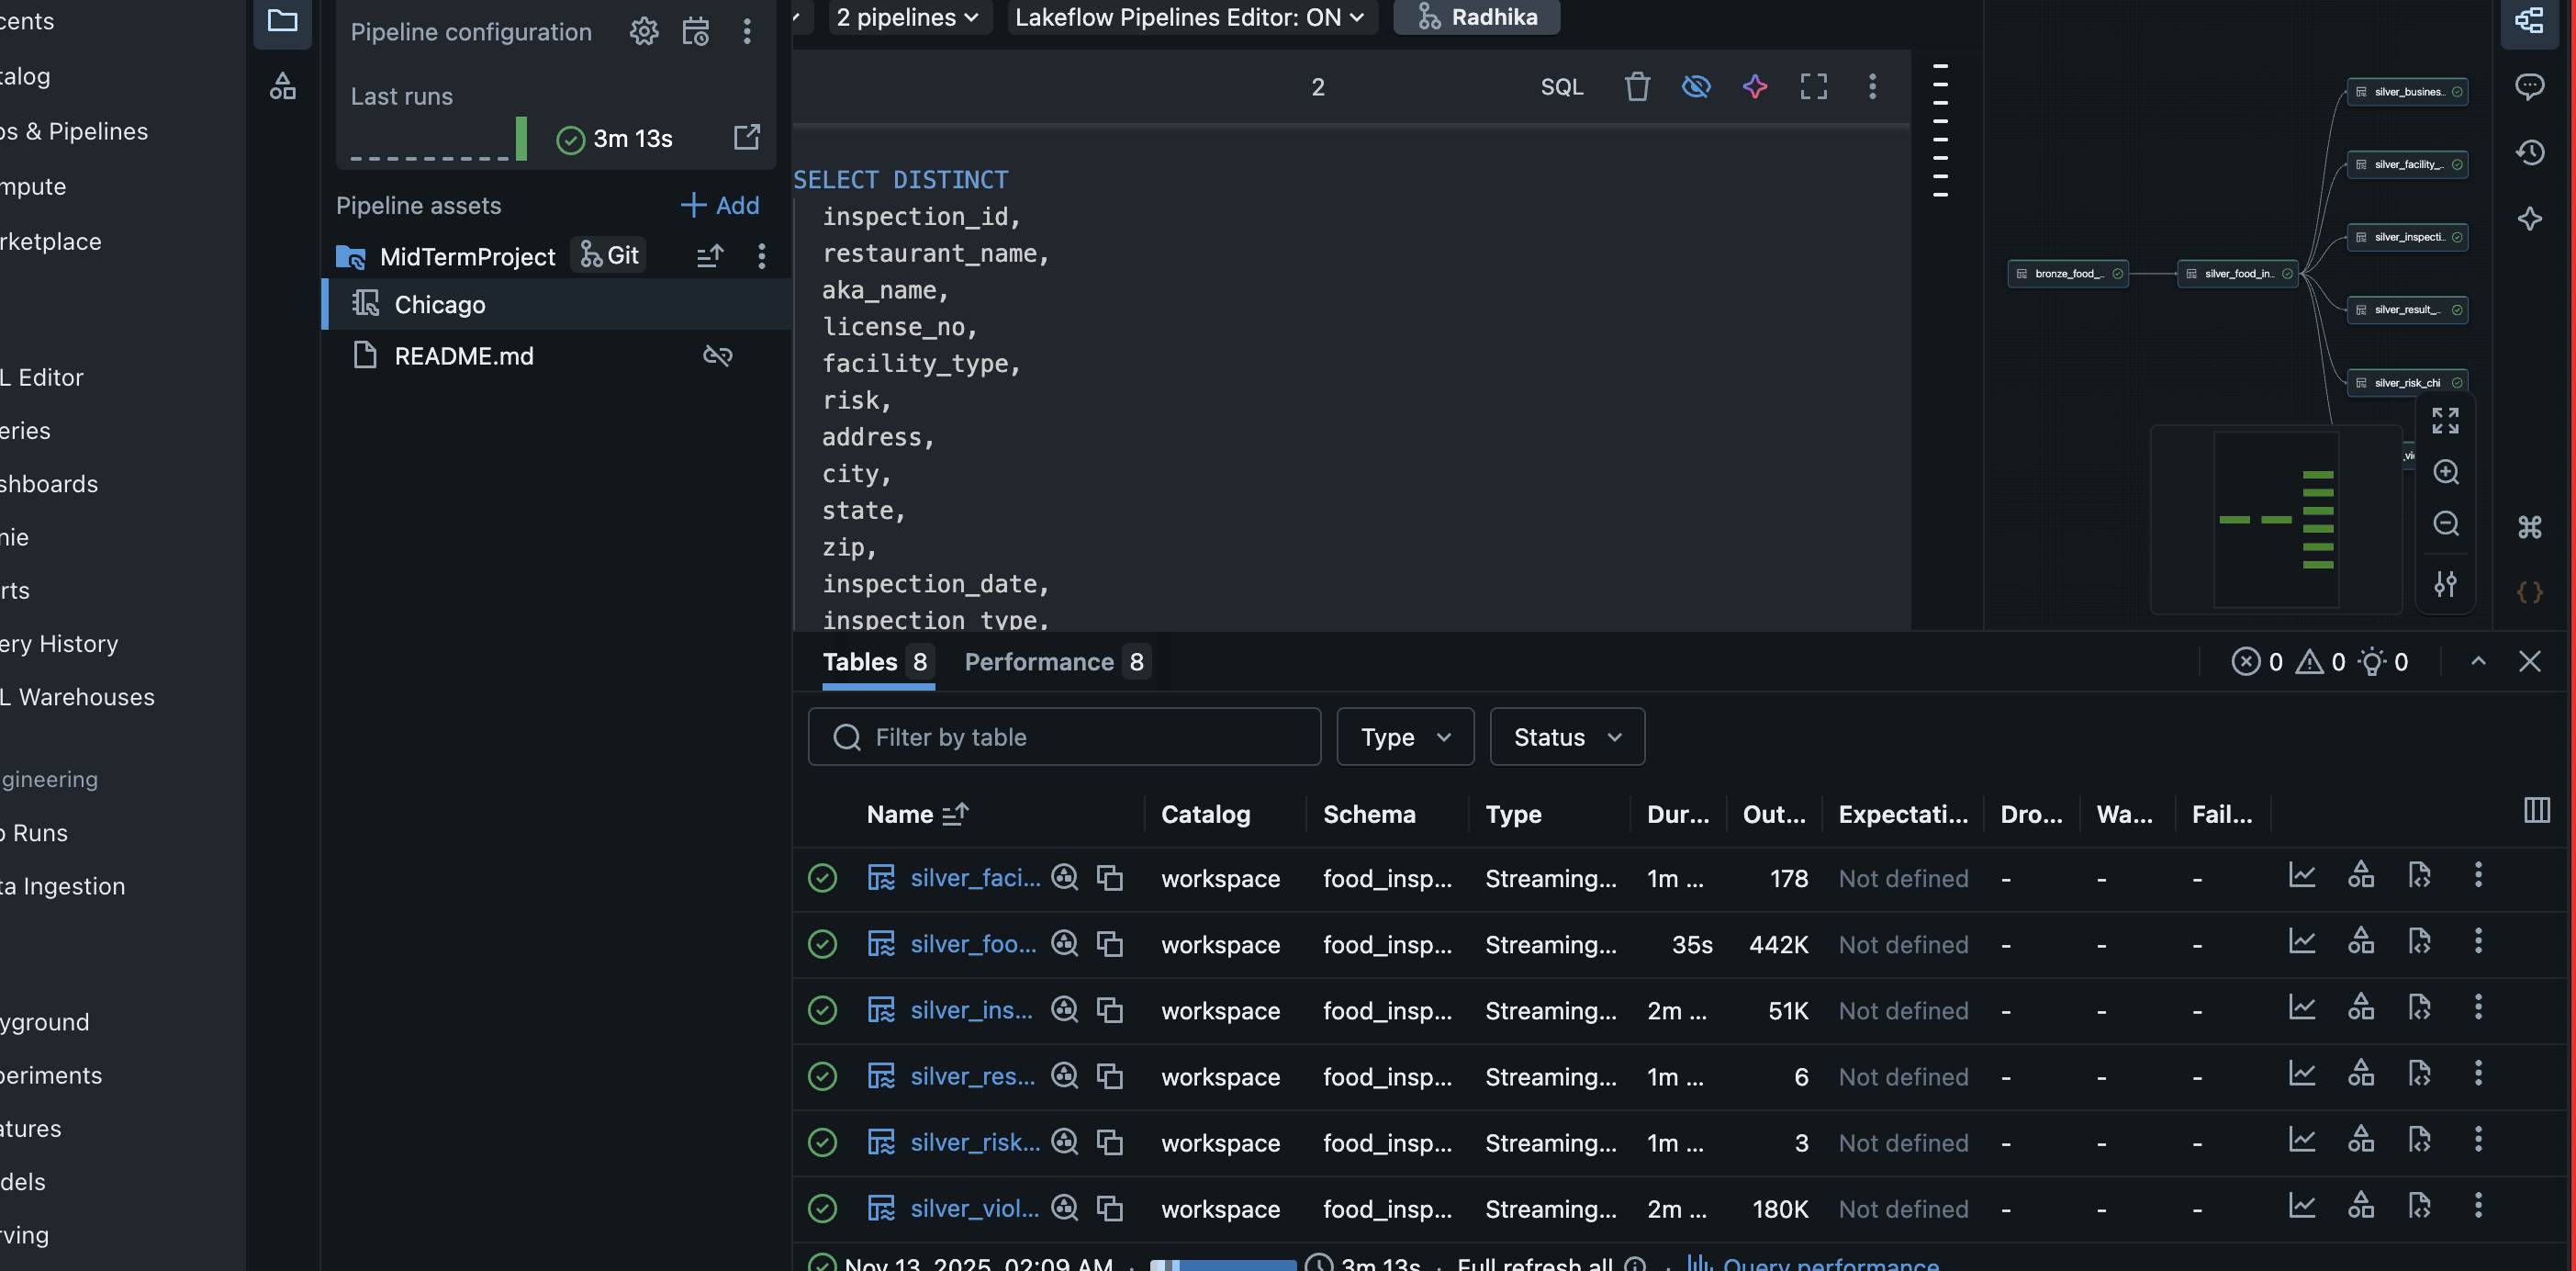 cents
talog
bs & Pipelines
mpute
rketplace
L Editor
eries
shboards
nie
rts
ery History
L Warehouses
gineering
b Runs
ta Ingestion
yground
periments
atures
dels
rving
Pipeline configuration
Last runs
3m 13s
Pipeline assets
Add
MidTermProject Git
Chicago
README.md
2 pipelines
Lakeflow Pipelines Editor: ON
Radhika
2
SQL
SELECT DISTINCT
inspection_id,
restaurant_name,
aka_name,
license_no,
facility_type,
risk,
address,
city,
state,
zip,
inspection_date,
inspection_type,
bronze_food_..
silver_food_in..
silver_busines..
silver_facility_..
silver_inspecti..
silver_result_..
silver_risk_chi
Tables 8 Performance 8
0 0 0
Filter by table
Type
Status
Name Catalog Schema Type Dur... Out... Expectati... Dro... Wa... Fail...
silver_faci... workspace food_insp... Streaming... 1m ... 178 Not defined - - -
silver_foo... workspace food_insp... Streaming... 35s 442K Not defined - - -
silver_ins... workspace food_insp... Streaming... 2m ... 51K Not defined - - -
silver_res... workspace food_insp... Streaming... 1m ... 6 Not defined - - -
silver_risk... workspace food_insp... Streaming... 1m ... 3 Not defined - - -
silver_viol... workspace food_insp... Streaming... 2m ... 180K Not defined - - -
Nov 13, 2025, 02:09 AM · 3m 13s · Full refresh all · Query performance